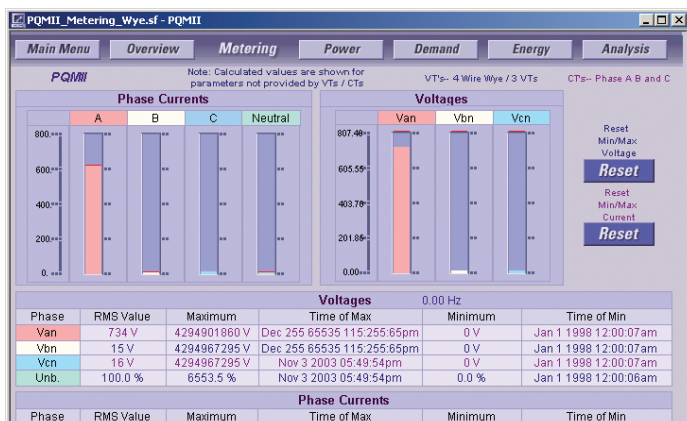 PQMII_Metering_Wye.sf - PQMII
Main Menu Overview Metering Power Demand Energy Analysis
PQMII
Note: Calculated values are shown for
parameters not provided by VTs / CTs
VT's-- 4 Wire Wye / 3 VTs
CT's-- Phase A B and C
Phase Currents
Voltages
A B C Neutral
Van Vbn Vcn
800.
600.
400.
200.
0.
807.48
605.55
403.70
201.85
0.00
Reset
Min/Max
Voltage
Reset
Reset
Min/Max
Current
Reset
Voltages 0.00 Hz
Phase RMS Value Maximum Time of Max Minimum Time of Min
Van 734 V 4294901860 V Dec 255 65535 115:255:65pm 0 V Jan 1 1998 12:00:07am
Vbn 15 V 4294967295 V Dec 255 65535 115:255:65pm 0 V Jan 1 1998 12:00:07am
Vcn 16 V 4294967295 V Nov 3 2003 05:49:54pm 0 V Jan 1 1998 12:00:07am
Unb. 100.0 % 6553.5 % Nov 3 2003 05:49:54pm 0.0 % Jan 1 1998 12:00:06am
Phase Currents
Phase RMS Value Maximum Time of Max Minimum Time of Min